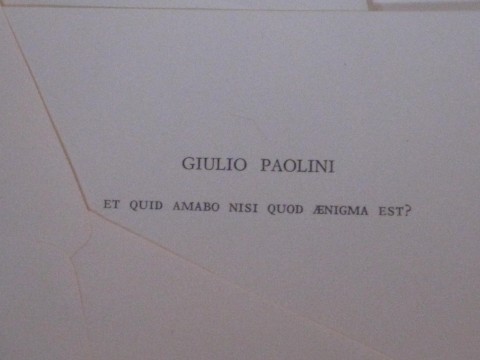 GIULIO PAOLINI
ET QUID AMABO NISI QUOD ÆNIGMA EST?